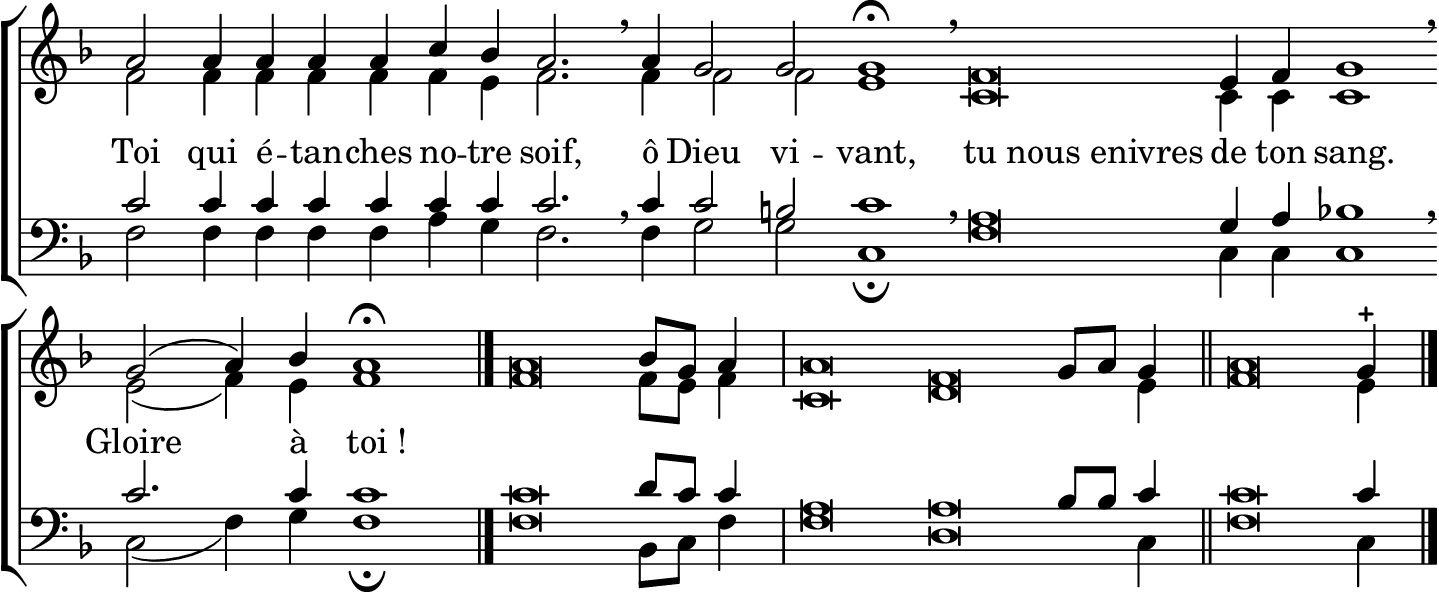 Toi qui é-tanches no-tre soif, ô Dieu vi - vant, tu nous enivres de ton sang.
Gloire à toi !